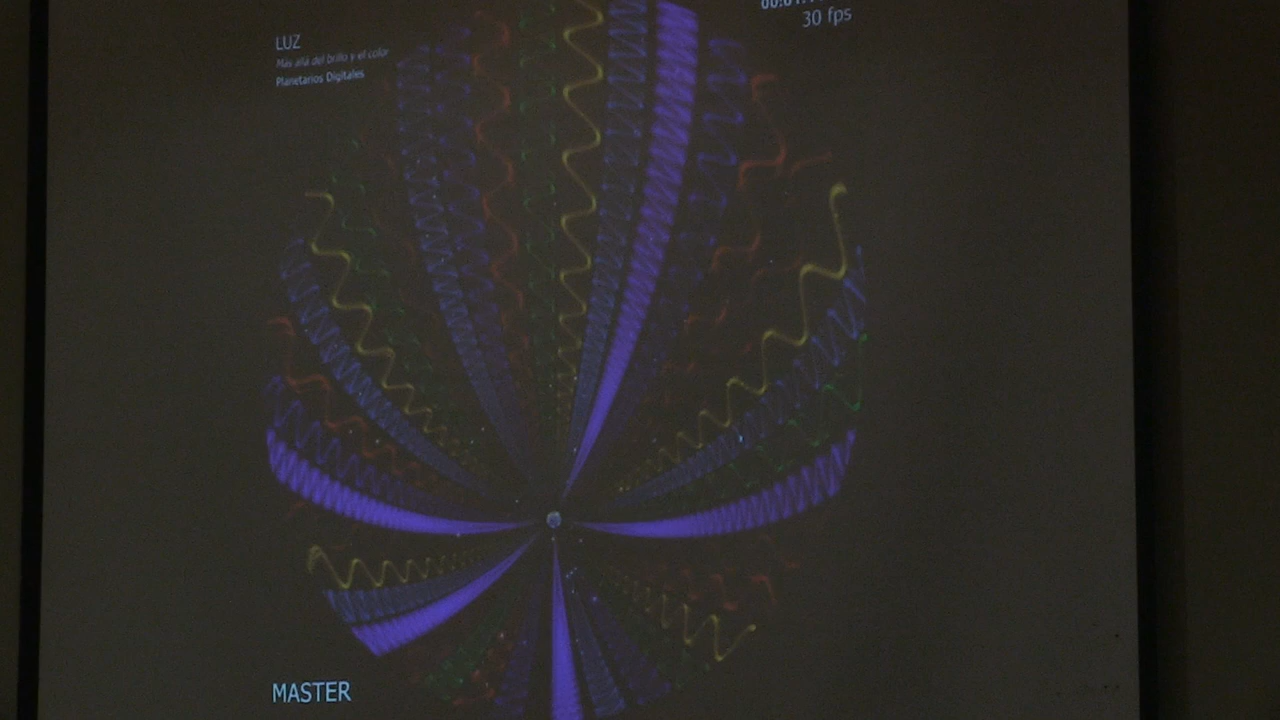 LUZ
Más allá del brillo y el color
Planetarios Digitales
30 fps
MASTER